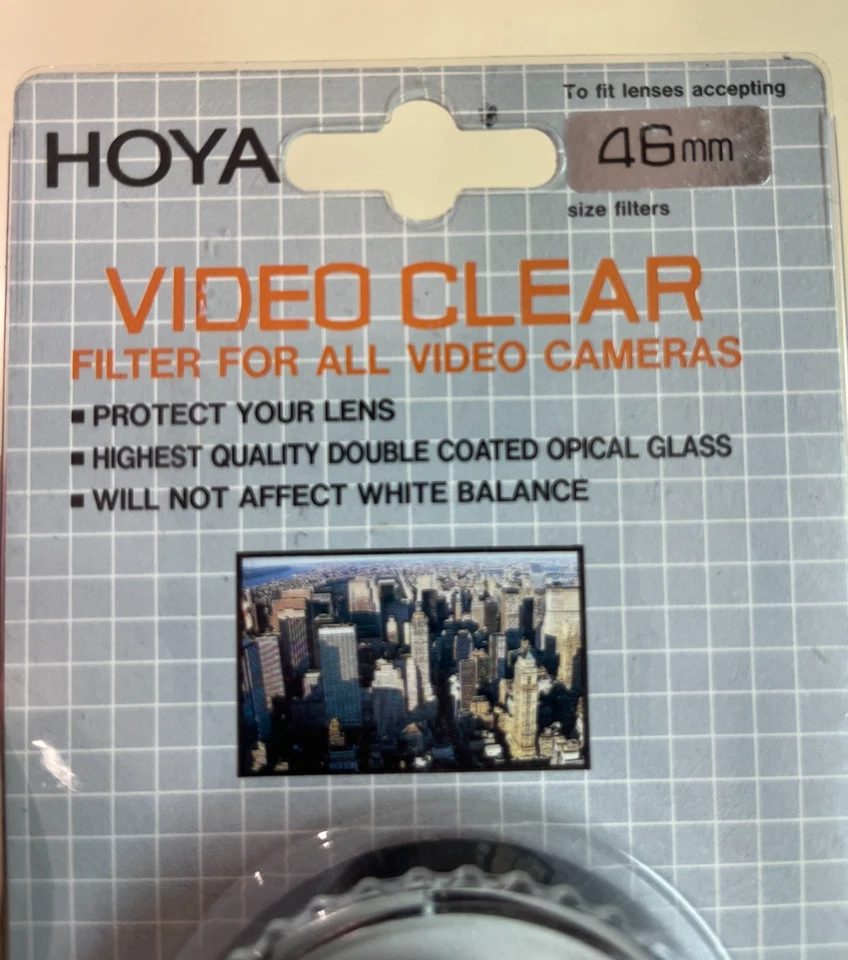 To fit lenses accepting
HOYA
46mm
size filters
VIDEO CLEAR
FILTER FOR ALL VIDEO CAMERAS
▪ PROTECT YOUR LENS
▪ HIGHEST QUALITY DOUBLE COATED OPICAL GLASS
▪ WILL NOT AFFECT WHITE BALANCE